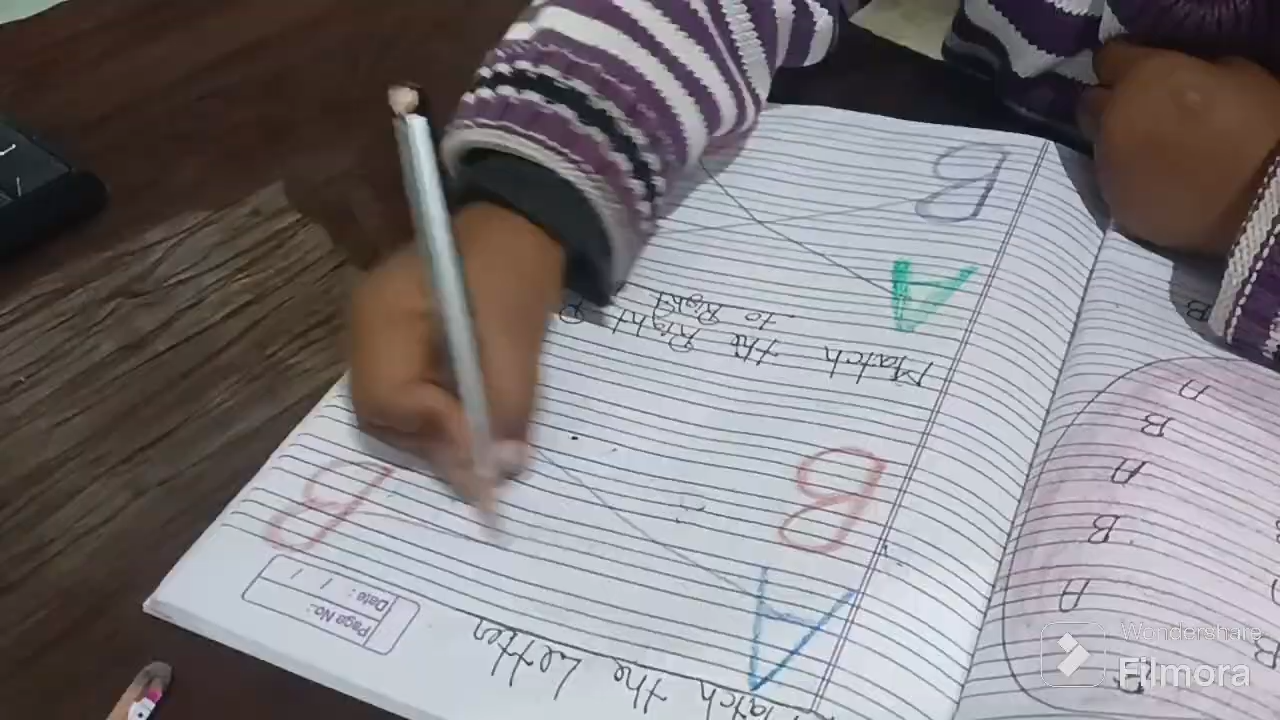 Match the Letter
Page No.:
Date: / /
A
B
B
Match the Right
to Right
A
B
B
A
B
A
B
A
B
Wondershare
Filmora